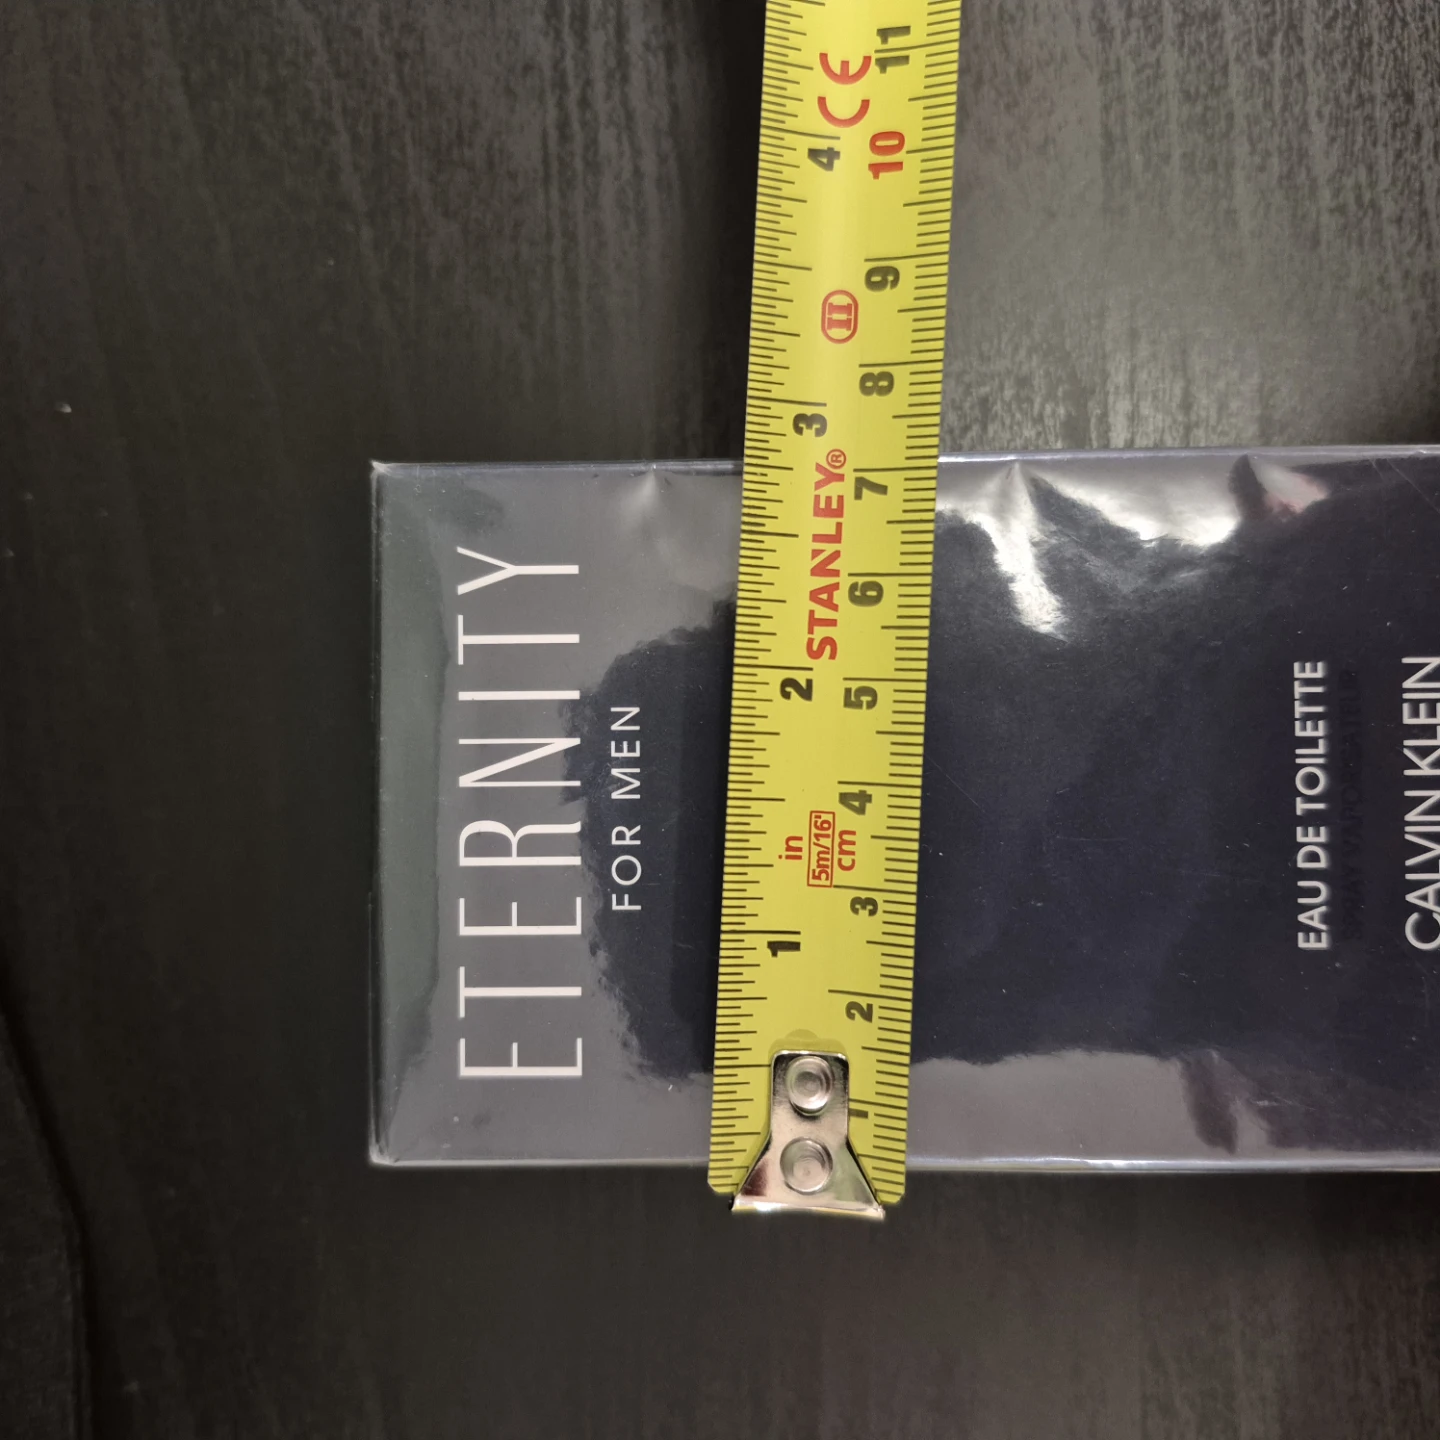 ETERNITY
FOR MEN
EAU DE TOILETTE
CALVIN KLEIN
1 2 3 4
in
5m/16'
cm
STANLEY®
II
CE
1 2 3 4 5 6 7 8 9 10 11